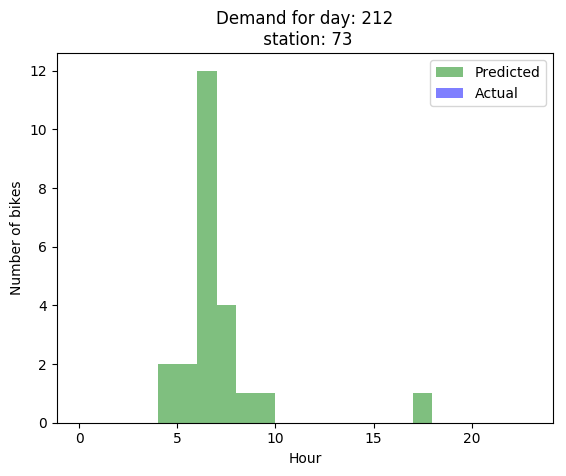 Demand for day: 212
station: 73
Predicted
Actual
12
10
8
6
4
2
0
Number of bikes
0 5 10 15 20
Hour